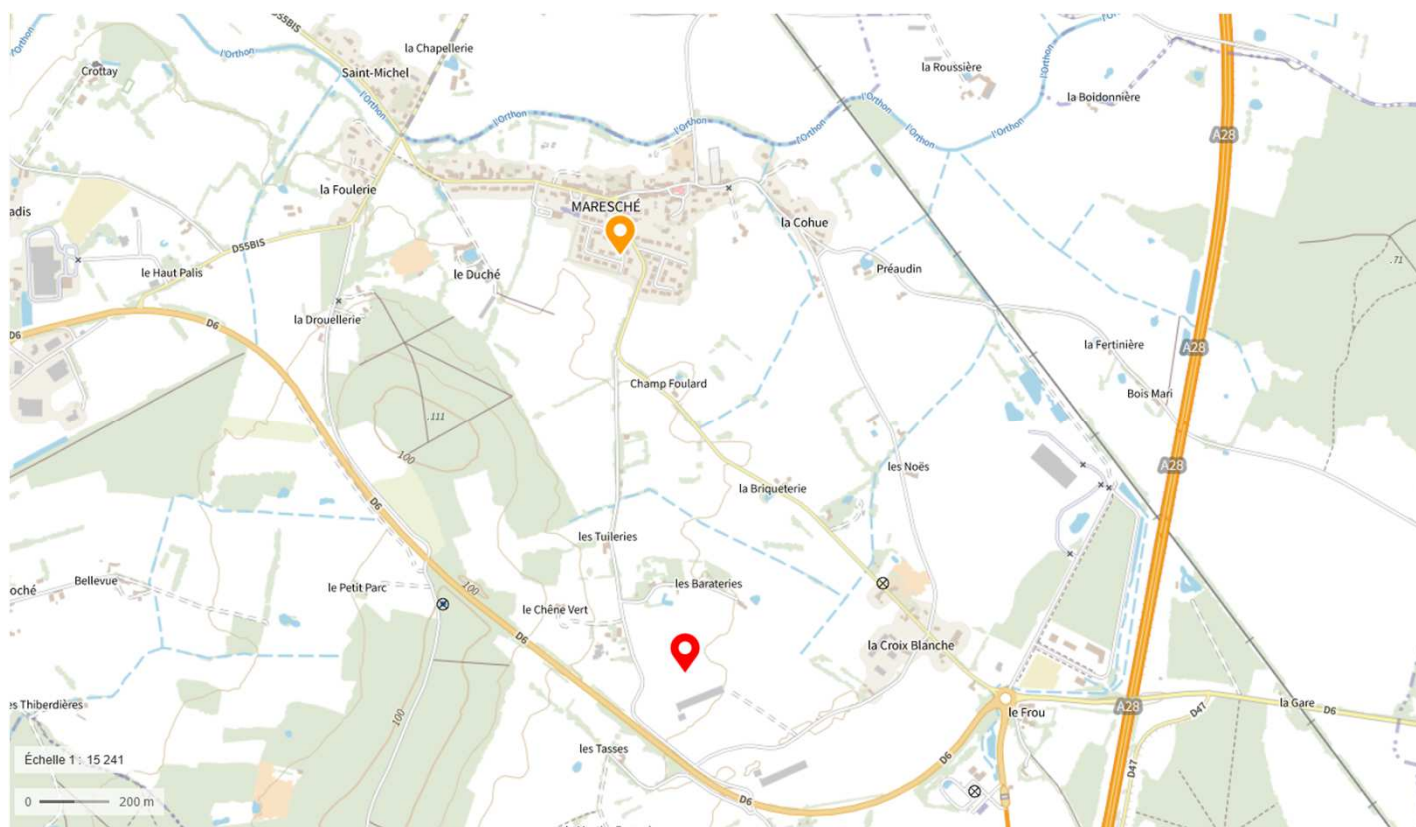 D55BIS
l'Orthon
la Chapellerie
Crottay
Saint-Michel
la Roussière
l'Orthon
la Boidonnière
l'Orthon
l'Orthon
l'Orthon
l'Orthon
l'Orthon
A28
la Foulerie
MARESCHÉ
adis
la Cohue
D55BIS
le Haut Palis
le Duché
Préaudin
.71
la Drouellerie
D6
D6
la Fertinière
A28
Champ Foulard
Bois Mari
.111
100
les Noës
A28
la Briqueterie
D6
les Tuileries
oché
Bellevue
le Petit Parc
100
les Barateries
le Chêne Vert
D6
la Croix Blanche
es Thiberdières
100
le Frou
A28
D47
la Gare
D6
les Tasses
D6
Échelle 1 : 15 241
D47
D6
0 200 m